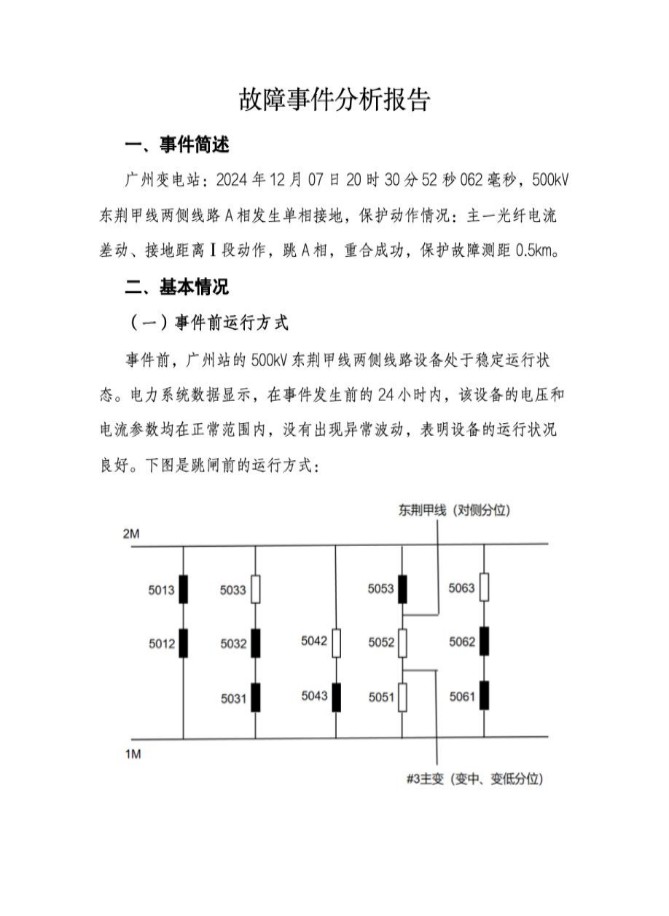 故障事件分析报告
一、事件简述
广州变电站：2024 年 12 月 07 日 20 时 30 分 52 秒 062 毫秒，500kV
东荆甲线两侧线路 A 相发生单相接地，保护动作情况：主一光纤电流
差动、接地距离 I 段动作，跳 A 相，重合成功，保护故障测距 0.5km。
二、基本情况
（一）事件前运行方式
事件前，广州站的 500kV 东荆甲线两侧线路设备处于稳定运行状
态。电力系统数据显示，在事件发生前的 24 小时内，该设备的电压和
电流参数均在正常范围内，没有出现异常波动，表明设备的运行状况
良好。下图是跳闸前的运行方式：
东荆甲线（对侧分位）
2M
5013 5033 5053 5063
5012 5032 5042 5052 5062
5031 5043 5051 5061
1M
#3主变（变中、变低分位）